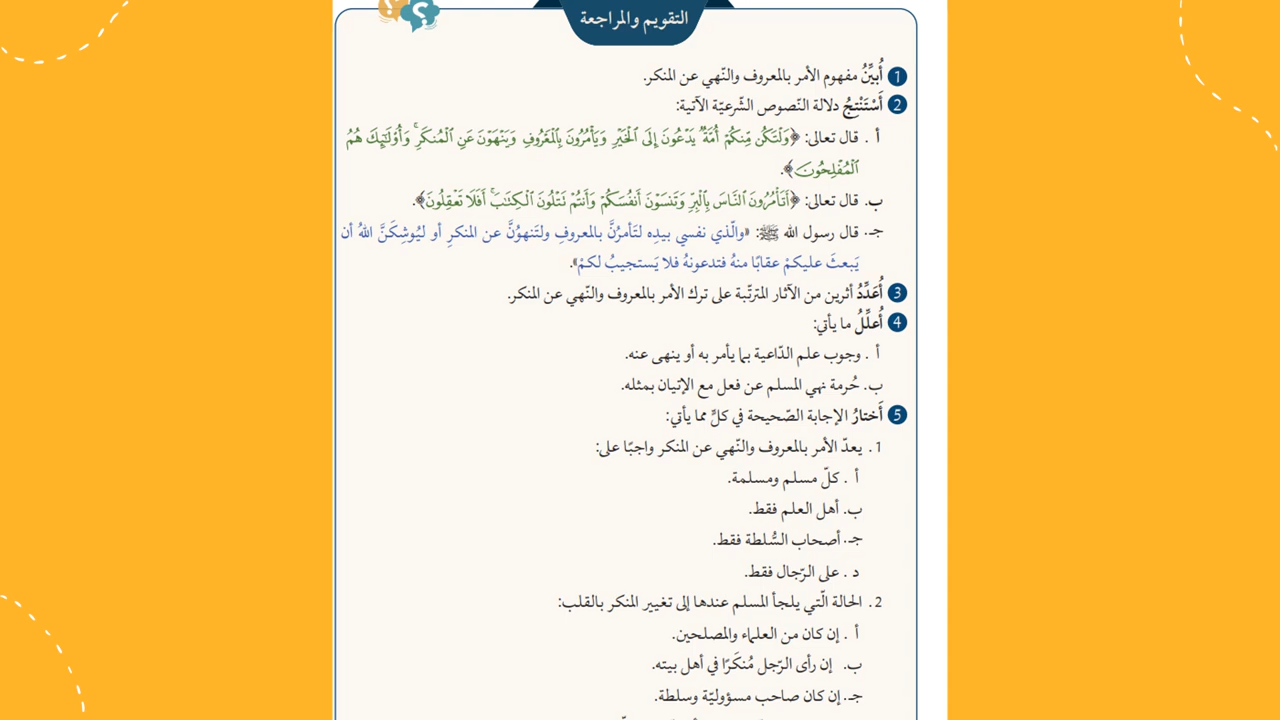 التقويم والمراجعة
1 أُبيِّنُ مفهوم الأمر بالمعروف والنّهي عن المنكر.
2 أَسْتَنْتِجُ دلالة النّصوص الشّرعيّة الآتية:
أ . قال تعالى: ﴿وَلْتَكُن مِّنكُمْ أُمَّةٌ يَدْعُونَ إِلَى الْخَيْرِ وَيَأْمُرُونَ بِالْمَعْرُوفِ وَيَنْهَوْنَ عَنِ الْمُنكَرِ ۚ وَأُولَٰئِكَ هُمُ
الْمُفْلِحُونَ﴾.
ب. قال تعالى: ﴿أَتَأْمُرُونَ النَّاسَ بِالْبِرِّ وَتَنسَوْنَ أَنفُسَكُمْ وَأَنتُمْ تَتْلُونَ الْكِتَابَ ۚ أَفَلَا تَعْقِلُونَ﴾.
جـ. قال رسول الله ﷺ: «والّذي نفسي بيدِه لتَأمرُنَّ بالمعروفِ ولتَنهوُنَّ عن المنكرِ أو ليُوشِكَنَّ اللهُ أن
يَبعثَ عليكمْ عقابًا منهُ فتدعونهُ فلا يَستجيبُ لكمْ».
3 أُعَدِّدُ أثرين من الآثار المترتّبة على ترك الأمر بالمعروف والنّهي عن المنكر.
4 أُعلِّلُ ما يأتي:
أ . وجوب علم الدّاعية بما يأمر به أو ينهى عنه.
ب. حُرمة نهي المسلم عن فعل مع الإتيان بمثله.
5 أَختارُ الإجابة الصّحيحة في كلٍّ مما يأتي:
1. يعدّ الأمر بالمعروف والنّهي عن المنكر واجبًا على:
أ . كلّ مسلم ومسلمة.
ب. أهل العلم فقط.
جـ. أصحاب السُّلطة فقط.
د . على الرّجال فقط.
2. الحالة الّتي يلجأ المسلم عندها إلى تغيير المنكر بالقلب:
أ . إن كان من العلماء والمصلحين.
ب. إن رأى الرّجل مُنكَرًا في أهل بيته.
جـ. إن كان صاحب مسؤوليّة وسلطة.